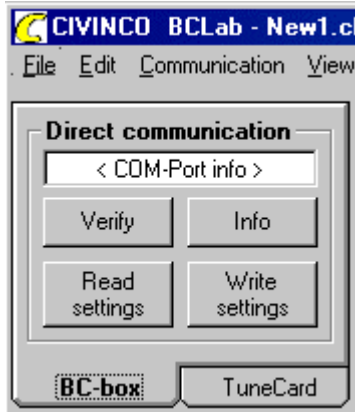 CIVINCO BCLab - New1.c
File Edit Communication View
Direct communication
< COM-Port info >
Verify Info
Read settings Write settings
BC-box TuneCard